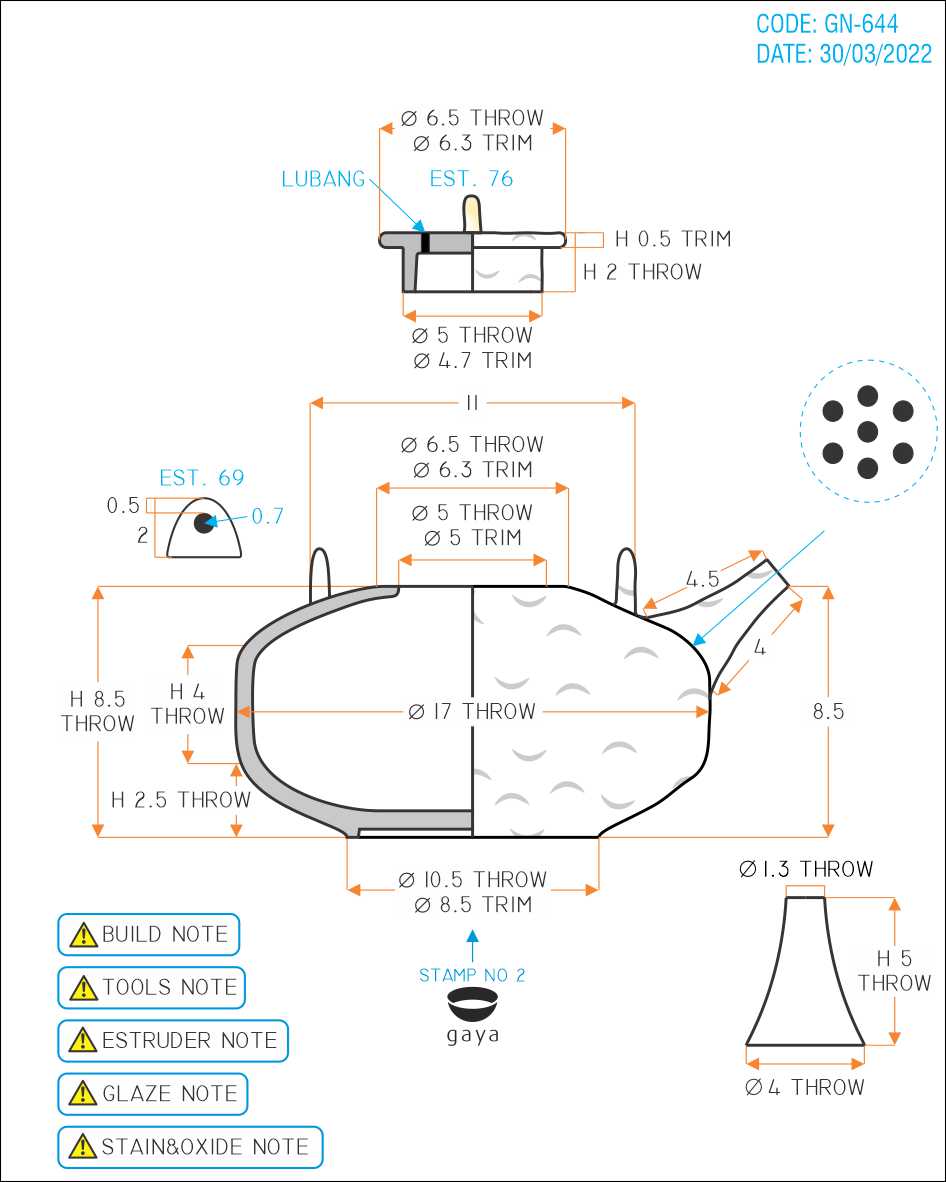 CODE: GN-644
DATE: 30/03/2022
Ø 6.5 THROW
Ø 6.3 TRIM
LUBANG
EST. 76
H 0.5 TRIM
H 2 THROW
Ø 5 THROW
Ø 4.7 TRIM
11
Ø 6.5 THROW
Ø 6.3 TRIM
EST. 69
0.5
2
0.7
Ø 5 THROW
Ø 5 TRIM
4.5
4
H 8.5
THROW
H 4
THROW
Ø 17 THROW
8.5
H 2.5 THROW
Ø 10.5 THROW
Ø 8.5 TRIM
STAMP NO 2
gaya
Ø 1.3 THROW
H 5
THROW
Ø 4 THROW
BUILD NOTE
TOOLS NOTE
ESTRUDER NOTE
GLAZE NOTE
STAIN&OXIDE NOTE